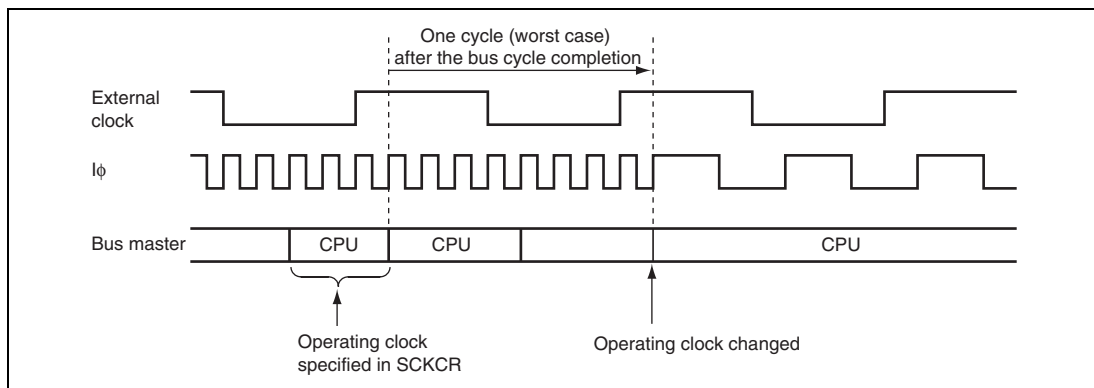 One cycle (worst case)
after the bus cycle completion
External
clock
Iϕ
Bus master
CPU
CPU
CPU
Operating clock
specified in SCKCR
Operating clock changed